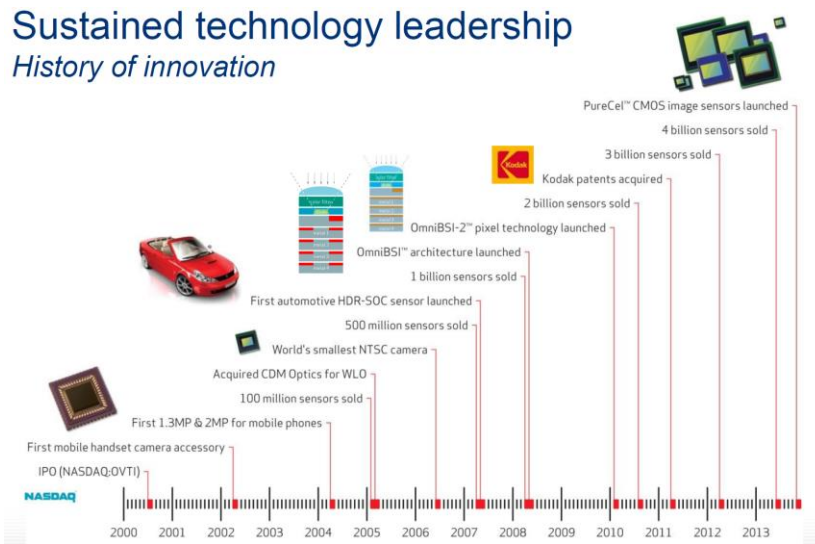 Sustained technology leadership
History of innovation
PureCel™ CMOS image sensors launched
4 billion sensors sold
3 billion sensors sold
Kodak
Kodak patents acquired
2 billion sensors sold
OmniBSI-2™ pixel technology launched
OmniBSI™ architecture launched
1 billion sensors sold
First automotive HDR-SOC sensor launched
500 million sensors sold
World's smallest NTSC camera
Acquired CDM Optics for WLO
100 million sensors sold
First 1.3MP & 2MP for mobile phones
First mobile handset camera accessory
IPO (NASDAQ:OVTI)
NASDAQ
2000 2001 2002 2003 2004 2005 2006 2007 2008 2009 2010 2011 2012 2013